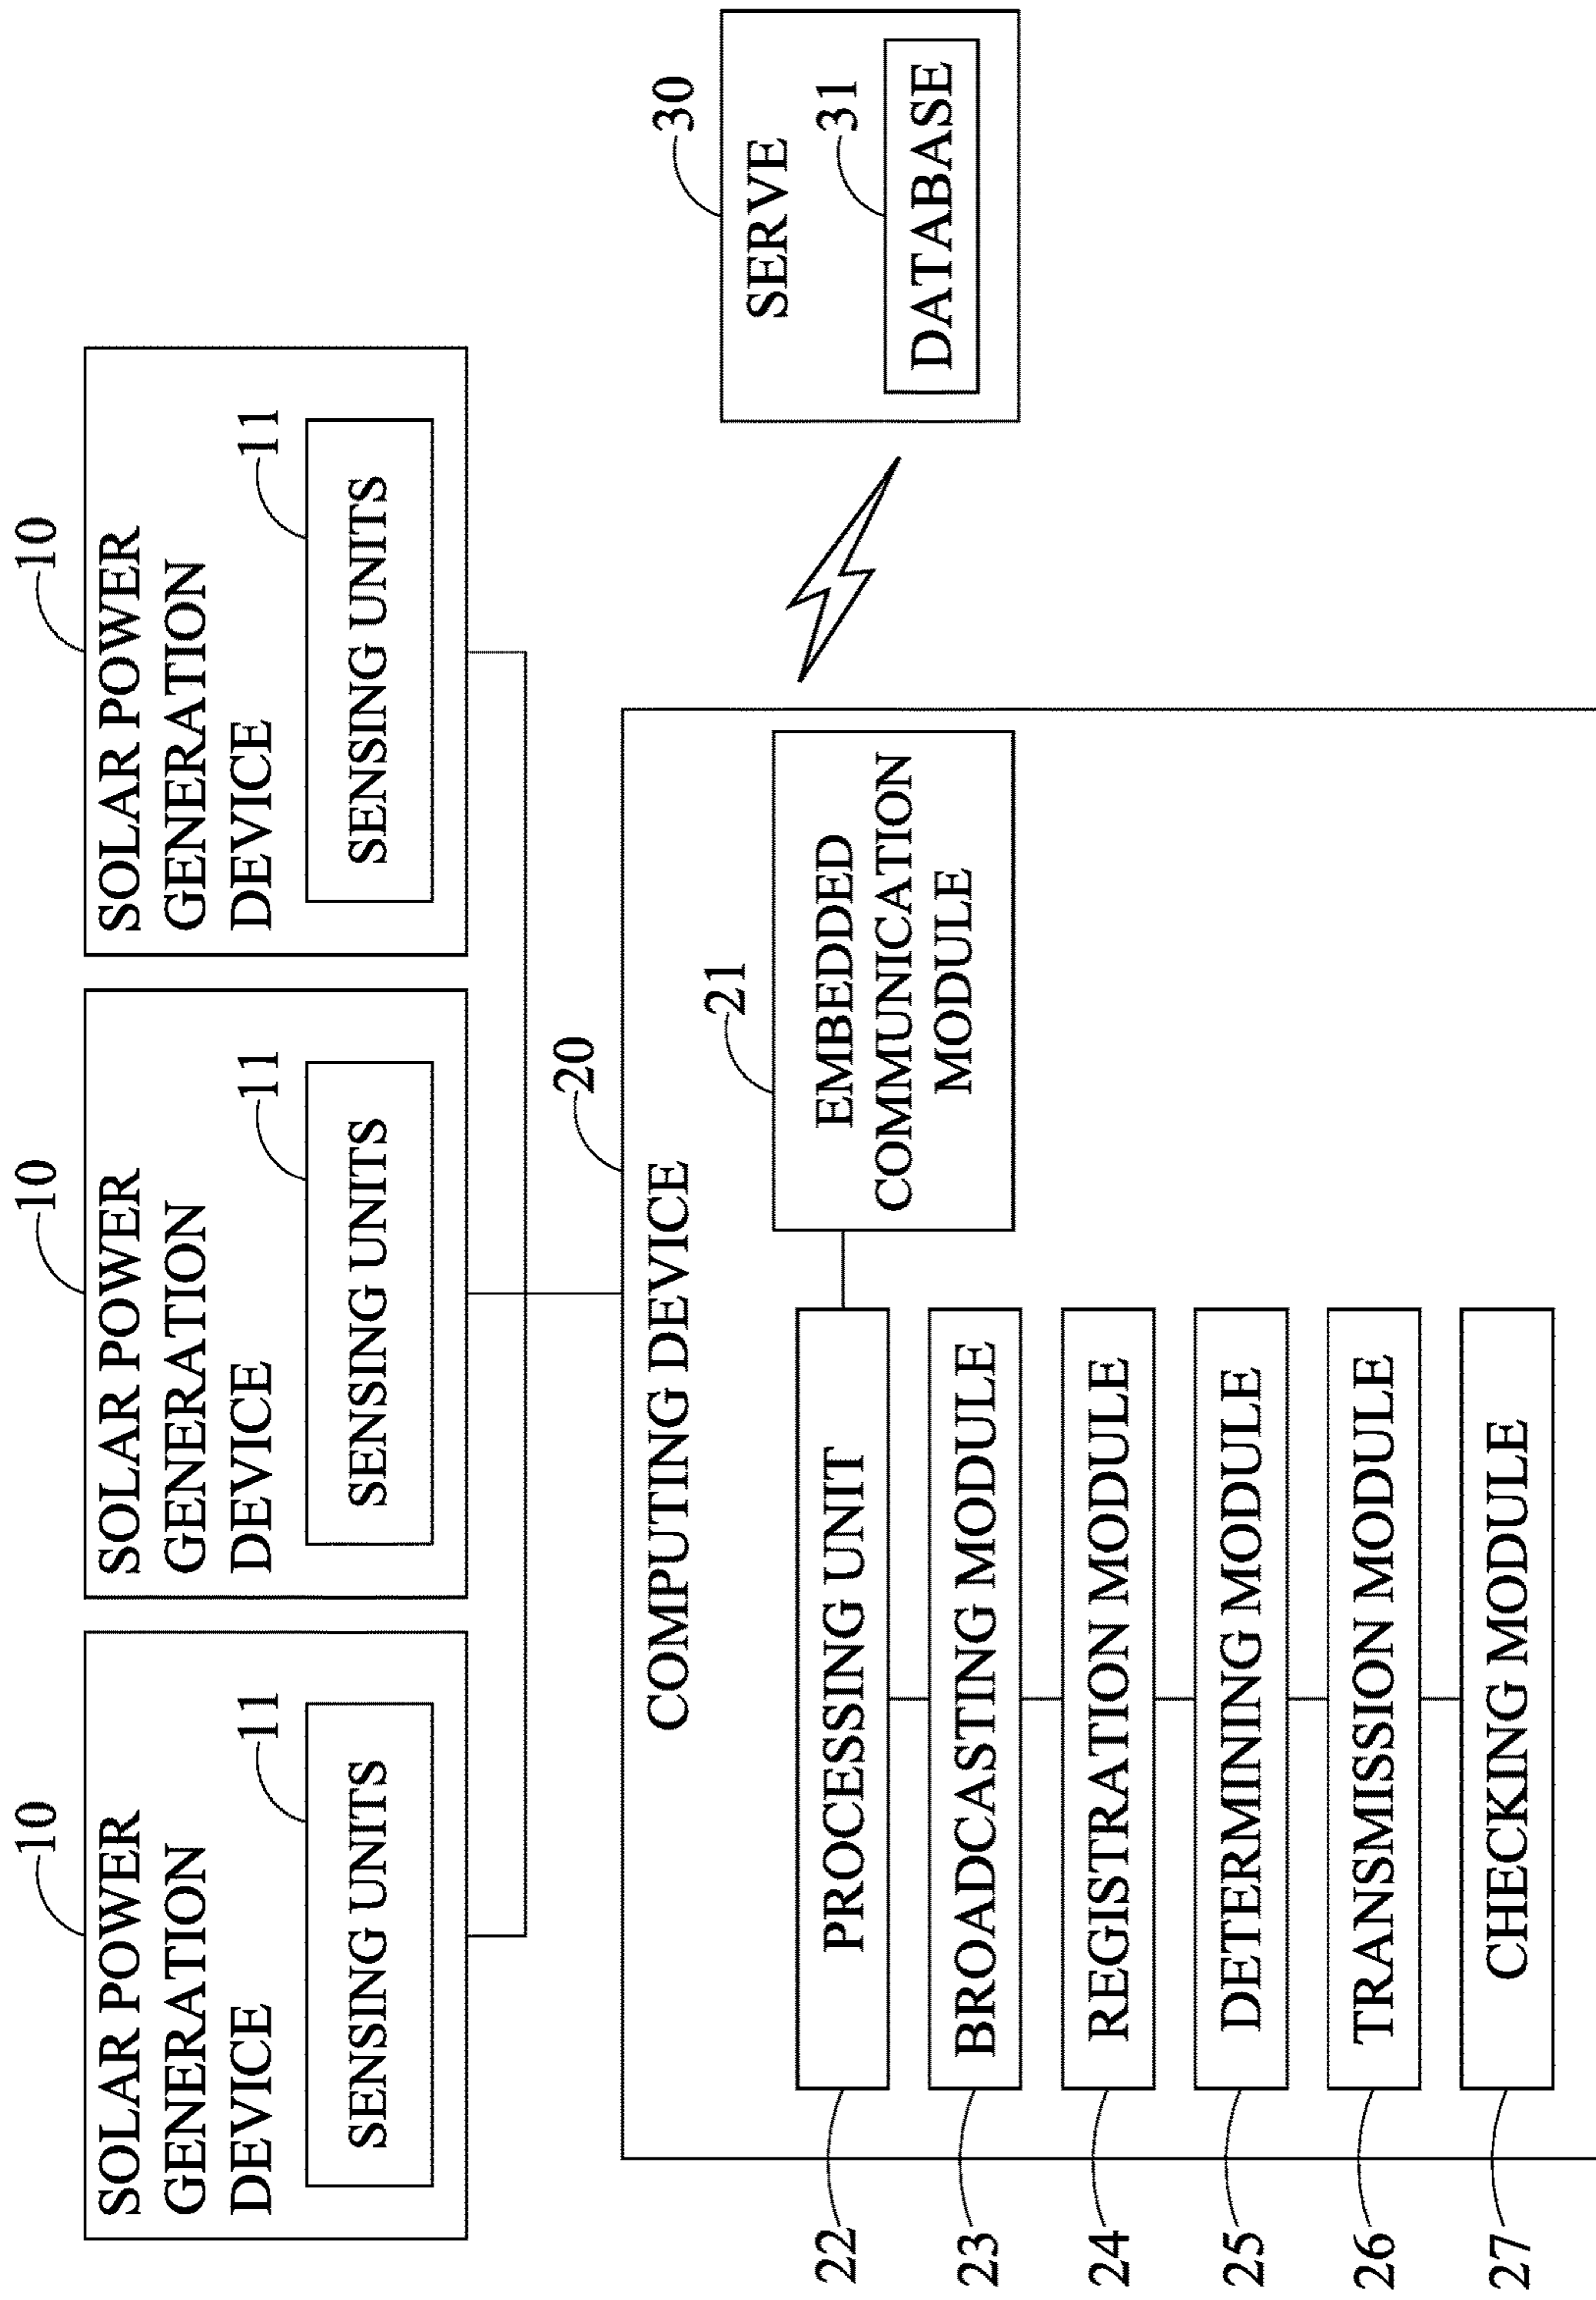 10
SOLAR POWER
GENERATION
DEVICE
11
SENSING UNITS
10
SOLAR POWER
GENERATION
DEVICE
11
SENSING UNITS
10
SOLAR POWER
GENERATION
DEVICE
11
SENSING UNITS
20
COMPUTING DEVICE
21
EMBEDDED
COMMUNICATION
MODULE
22
PROCESSING UNIT
23
BROADCASTING MODULE
24
REGISTRATION MODULE
25
DETERMINING MODULE
26
TRANSMISSION MODULE
27
CHECKING MODULE
30
SERVE
31
DATABASE